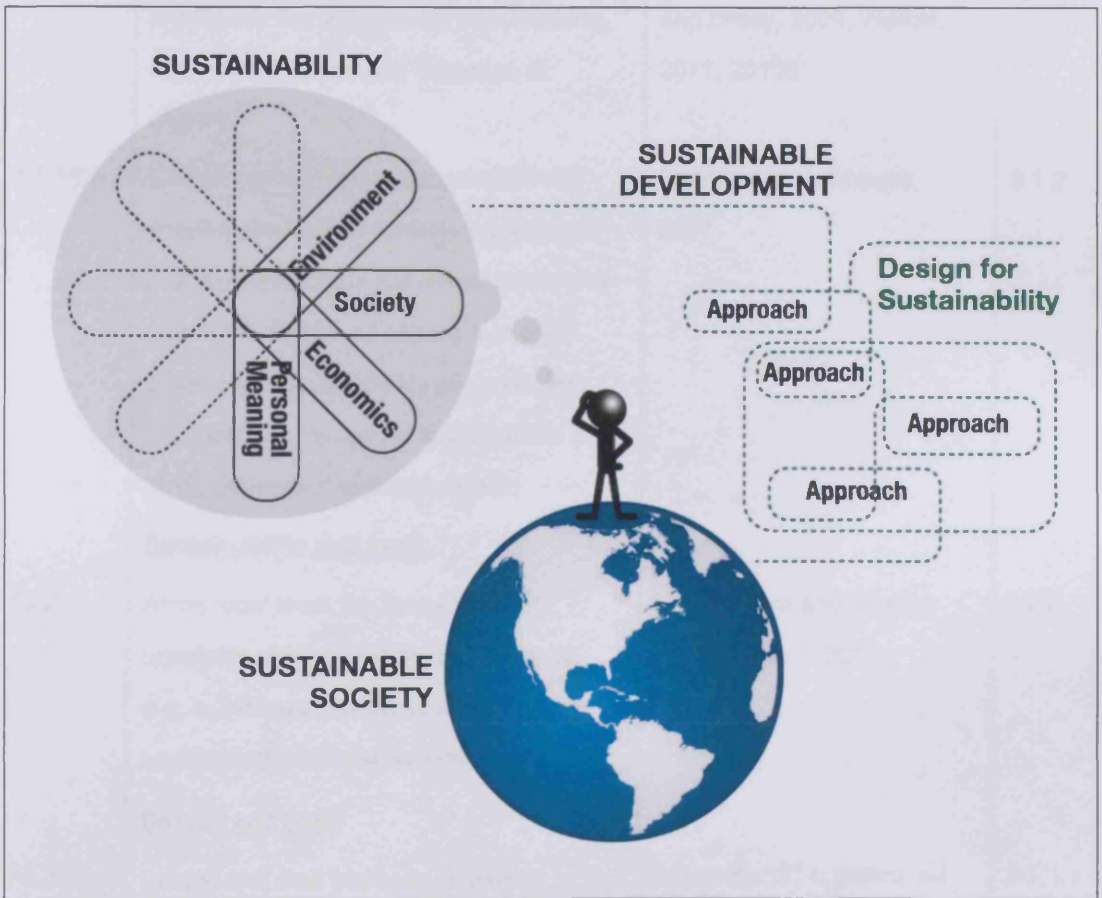 SUSTAINABILITY
Environment
Society
Economics
Personal
Meaning
SUSTAINABLE
DEVELOPMENT
Design for
Sustainability
Approach
Approach
Approach
Approach
SUSTAINABLE
SOCIETY